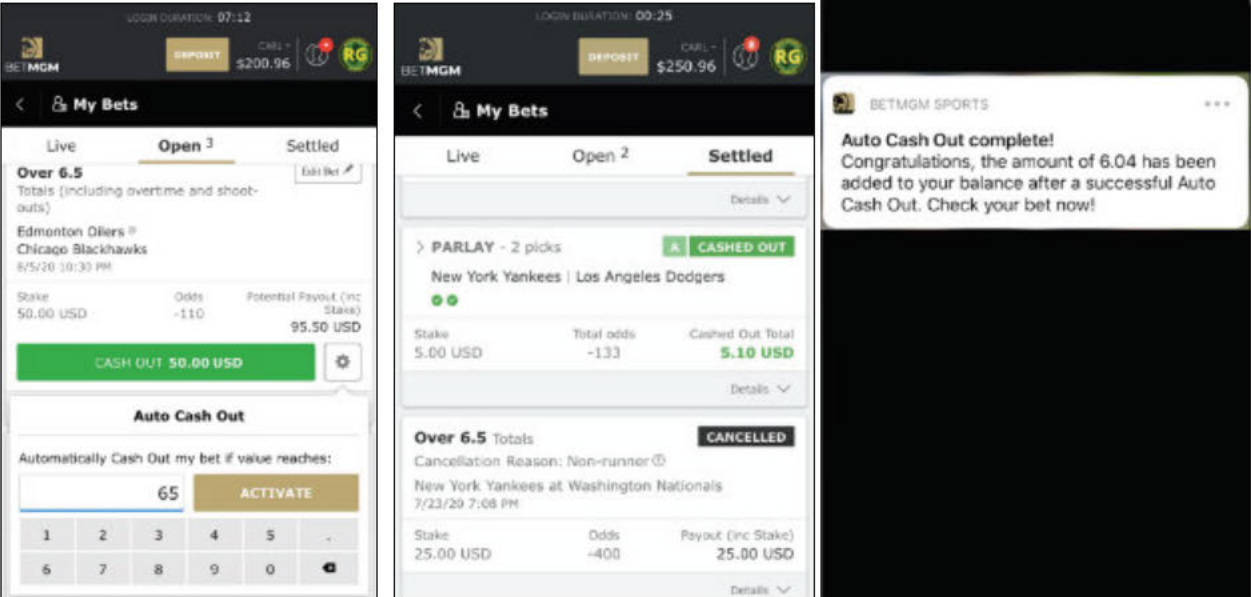 LOGIN DURATION: 07:12
BETMGM
DEPOSIT
CARL
$200.96
RG
My Bets
Live
Open 3
Settled
Over 6.5
Edit Bet
Totals (including overtime and shoot-
outs)
Edmonton Oilers
Chicago Blackhawks
8/5/20 10:30 PM
Stake
Odds
Potential Payout (inc
Stake)
50.00 USD
-110
95.50 USD
CASH OUT 50.00 USD
Auto Cash Out
Automatically Cash Out my bet if value reaches:
65
ACTIVATE
1 2 3 4 5 .
6 7 8 9 0
LOGIN DURATION: 00:25
BETMGM
DEPOSIT
CARL
$250.96
RG
My Bets
Live
Open 2
Settled
Details
PARLAY - 2 picks
A CASHED OUT
New York Yankees | Los Angeles Dodgers
Stake
Total odds
Cashed Out Total
5.00 USD
-133
5.10 USD
Details
Over 6.5 Totals
CANCELLED
Cancellation Reason: Non-runner
New York Yankees at Washington Nationals
7/23/20 7:08 PM
Stake
Odds
Payout (inc Stake)
25.00 USD
-400
25.00 USD
Details
BETMGM SPORTS
Auto Cash Out complete!
Congratulations, the amount of 6.04 has been
added to your balance after a successful Auto
Cash Out. Check your bet now!